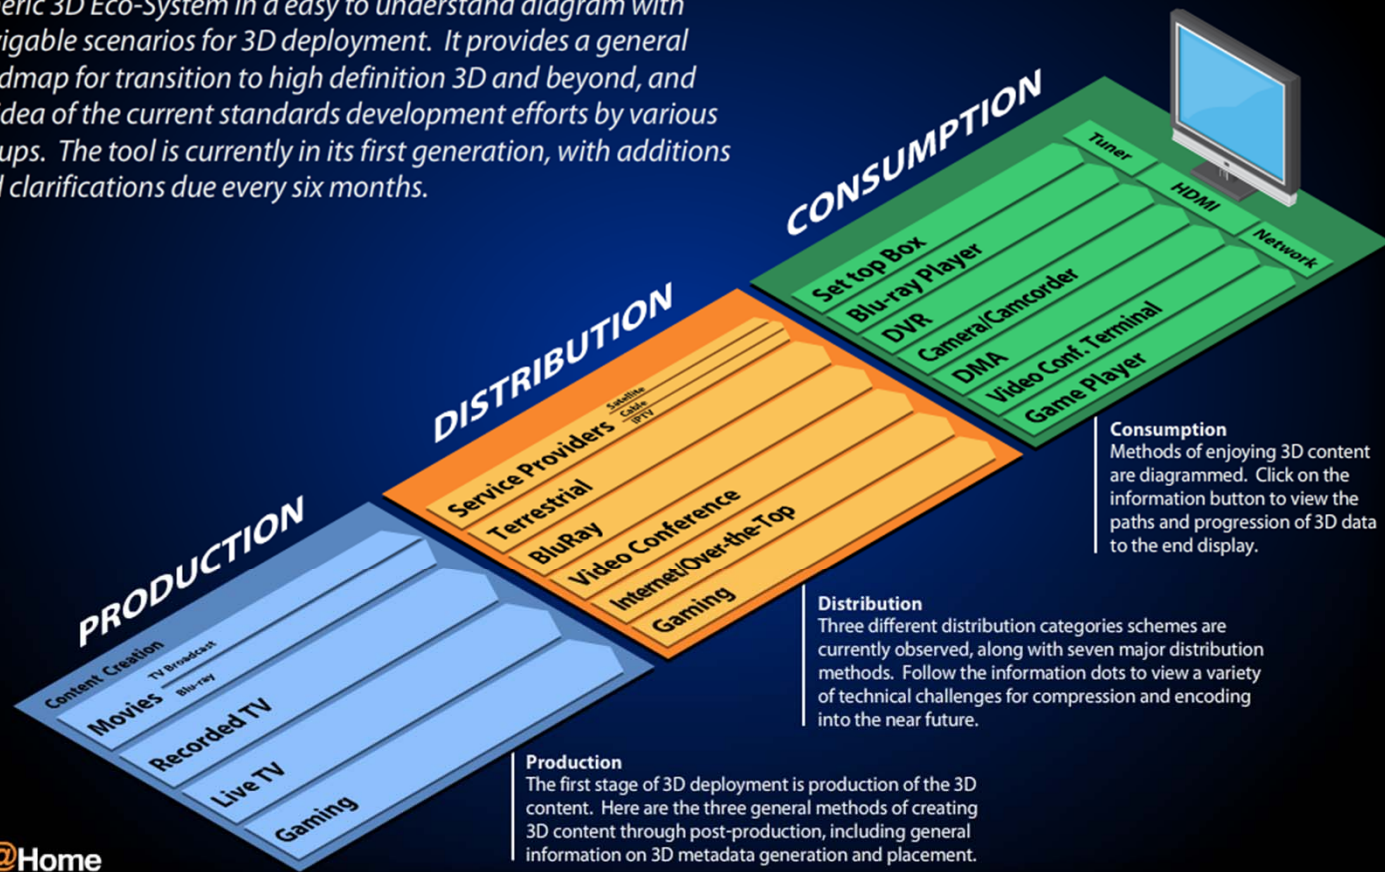 eric 3D Eco-System in a easy to understand diagram with
igable scenarios for 3D deployment. It provides a general
dmap for transition to high definition 3D and beyond, and
idea of the current standards development efforts by various
ups. The tool is currently in its first generation, with additions
clarifications due every six months.
CONSUMPTION
Tuner
HDMI
Network
Set top Box
Blu-ray Player
DVR
Camera/Camcorder
DMA
Video Conf. Terminal
Game Player
DISTRIBUTION
Satellite
Cable
IPTV
Service Providers
Terrestrial
BluRay
Video Conference
Internet/Over-the-Top
Gaming
PRODUCTION
Content Creation
TV Broadcast
Blu-ray
Movies
Recorded TV
Live TV
Gaming
Consumption
Methods of enjoying 3D content
are diagrammed. Click on the
information button to view the
paths and progression of 3D data
to the end display.
Distribution
Three different distribution categories schemes are
currently observed, along with seven major distribution
methods. Follow the information dots to view a variety
of technical challenges for compression and encoding
into the near future.
Production
The first stage of 3D deployment is production of the 3D
content. Here are the three general methods of creating
3D content through post-production, including general
information on 3D metadata generation and placement.
@Home